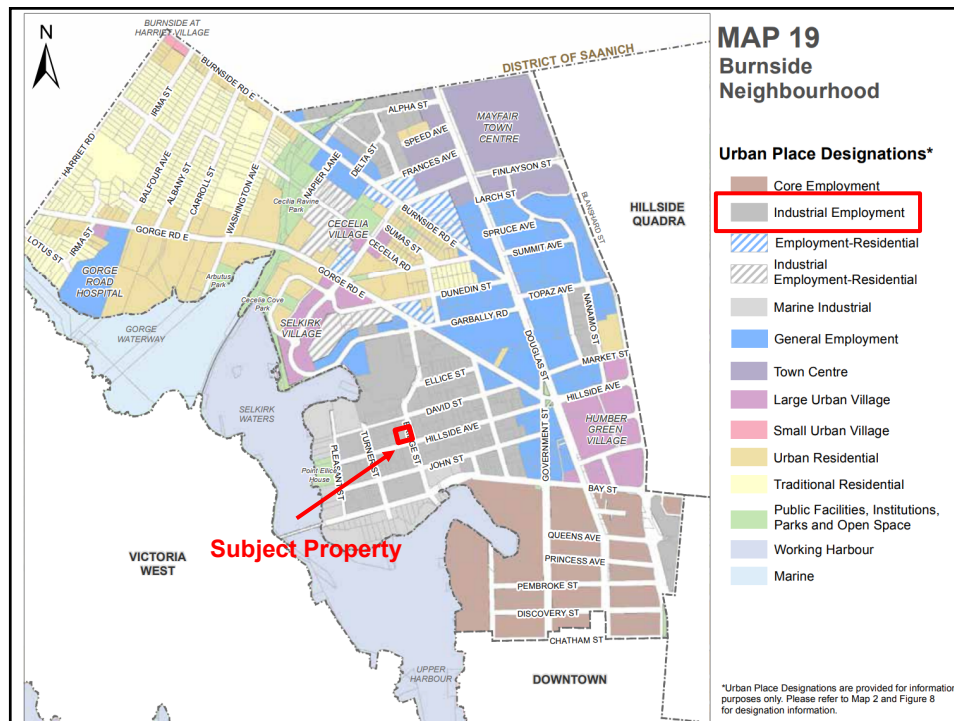 MAP 19
Burnside
Neighbourhood
Urban Place Designations*
Core Employment
Industrial Employment
Employment-Residential
Industrial
Employment-Residential
Marine Industrial
General Employment
Town Centre
Large Urban Village
Small Urban Village
Urban Residential
Traditional Residential
Public Facilities, Institutions,
Parks and Open Space
Working Harbour
Marine
*Urban Place Designations are provided for information
purposes only. Please refer to Map 2 and Figure 8
for designation information.
N
BURNSIDE AT
HARRIET VILLAGE
DISTRICT OF SAANICH
BURNSIDE RD E
IRMA ST
HARRIET RD
BALFOUR AVE
ALBANY ST
CARROLL ST
WASHINGTON AVE
ALPHA ST
SPEED AVE
DELTA ST
FRANCES AVE
NAPIER LANE
MAYFAIR
TOWN
CENTRE
FINLAYSON ST
LARCH ST
BLANSHARD ST
HILLSIDE
QUADRA
Cecelia Ravine
Park
CECELIA
VILLAGE
BURNSIDE RD E
SUMAS ST
CECELIA RD
SPRUCE AVE
SUMMIT AVE
LOTUS ST
IRMA ST
GORGE RD E
GORGE
ROAD
HOSPITAL
Arbutus
Park
GORGE RD E
DUNEDIN ST
TOPAZ AVE
Cecelia Cove
Park
GARBALLY RD
NANAIMO ST
SELKIRK
VILLAGE
DOUGLAS ST
GORGE
WATERWAY
MARKET ST
ELLICE ST
HILLSIDE AVE
SELKIRK
WATERS
DAVID ST
HILLSIDE AVE
BRIDGE ST
TURNER ST
PLEASANT ST
JOHN ST
GOVERNMENT ST
HUMBER
GREEN
VILLAGE
Point Ellice
House
BAY ST
Subject Property
VICTORIA
WEST
QUEENS AVE
PRINCESS AVE
PEMBROKE ST
DISCOVERY ST
CHATHAM ST
UPPER
HARBOUR
DOWNTOWN